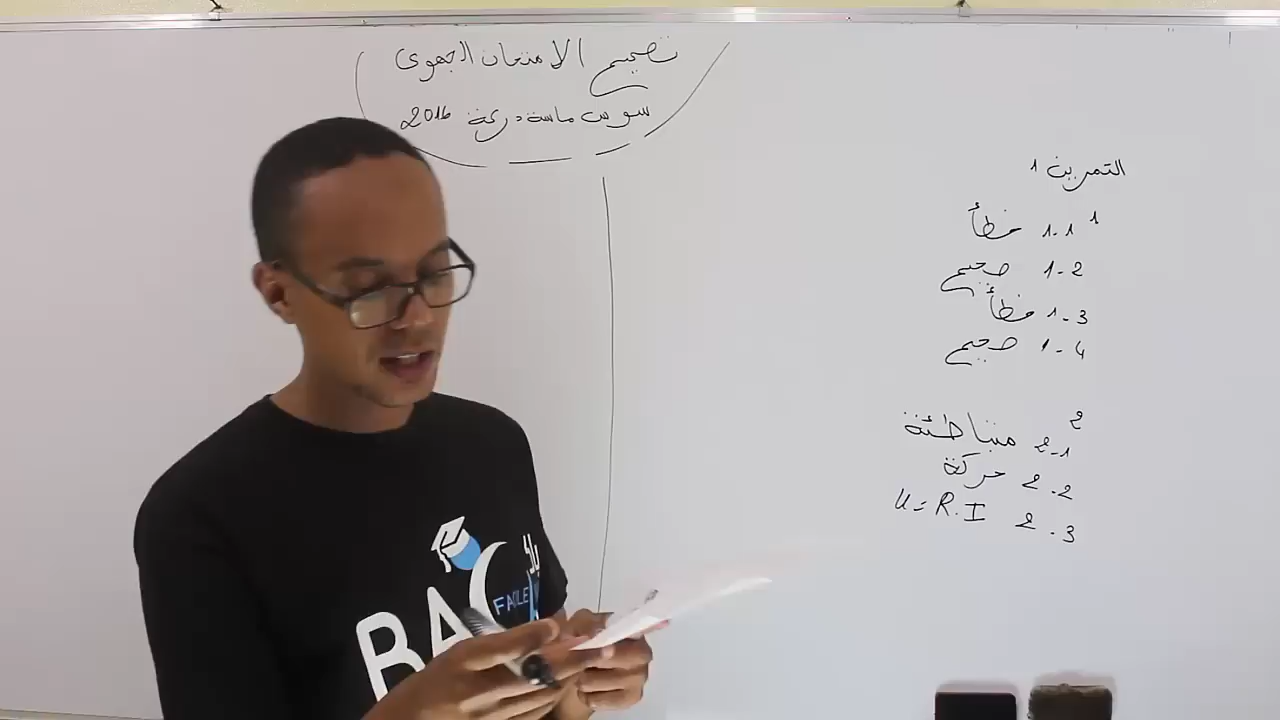 تصحيح الامتحان الجهوي
سوس ماسة درعة 2016
التمرين 1
1
1-1 خطأ
1-2 صحيح
1-3 خطأ
1-4 صحيح
2
2-1 متباطئة
2.2 حركة
2.3 U=R.I
BAC
FACILE